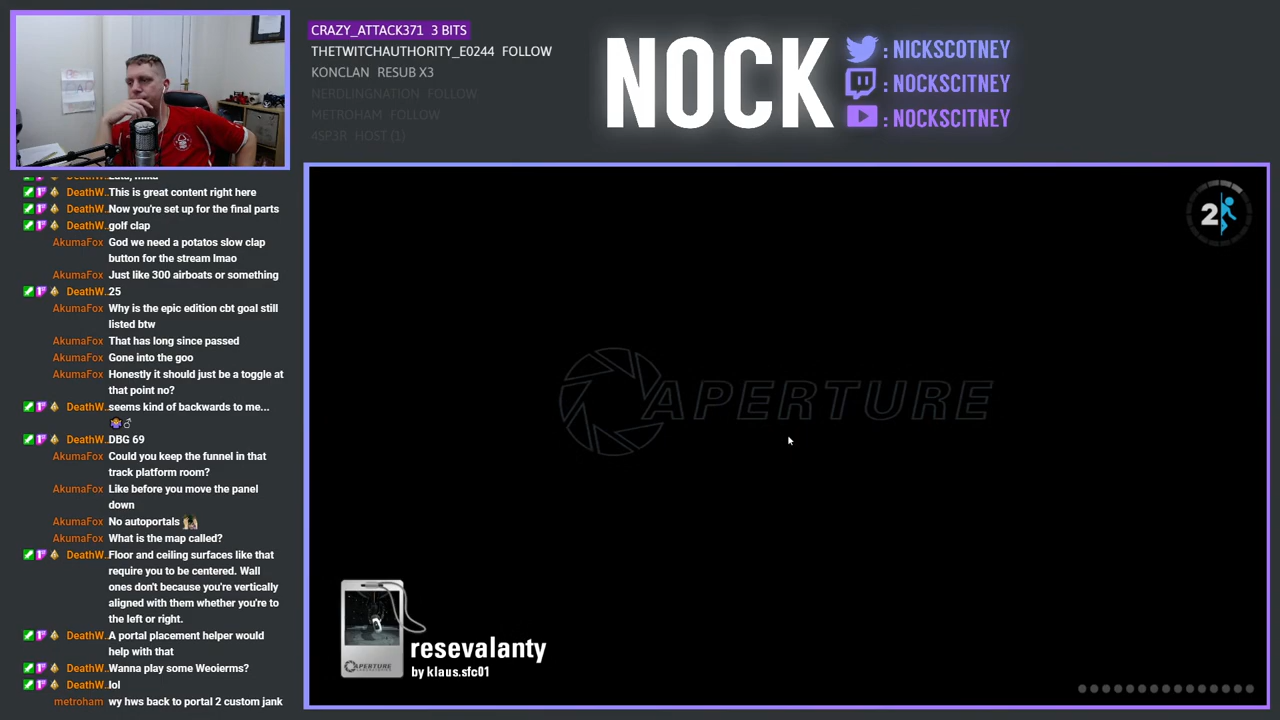 CRAZY_ATTACK371 3 BITS
THETWITCHAUTHORITY_E0244 FOLLOW
KONCLAN RESUB X3
NERDLINGNATION FOLLOW
METROHAM FOLLOW
4SP3R HOST (1)
NOCK
: NICKSCOTNEY
: NOCKSCITNEY
: NOCKSCITNEY
DeathW..This is great content right here
DeathW..Now you're set up for the final parts
DeathW..golf clap
AkumaFox God we need a potatos slow clap
button for the stream lmao
AkumaFox Just like 300 airboats or something
DeathW..25
AkumaFox Why is the epic edition cbt goal still
listed btw
AkumaFox That has long since passed
AkumaFox Gone into the goo
AkumaFox Honestly it should just be a toggle at
that point no?
DeathW..seems kind of backwards to me...
DeathW..DBG 69
AkumaFox Could you keep the funnel in that
track platform room?
AkumaFox Like before you move the panel
down
AkumaFox No autoportals
AkumaFox What is the map called?
DeathW..Floor and ceiling surfaces like that
require you to be centered. Wall
ones don't because you're vertically
aligned with them whether you're to
the left or right.
DeathW..A portal placement helper would
help with that
DeathW..Wanna play some Weoierms?
DeathW..lol
metroham wy hws back to portal 2 custom jank
2
APERTURE
APERTURE
resevalanty
by klaus.sfc01